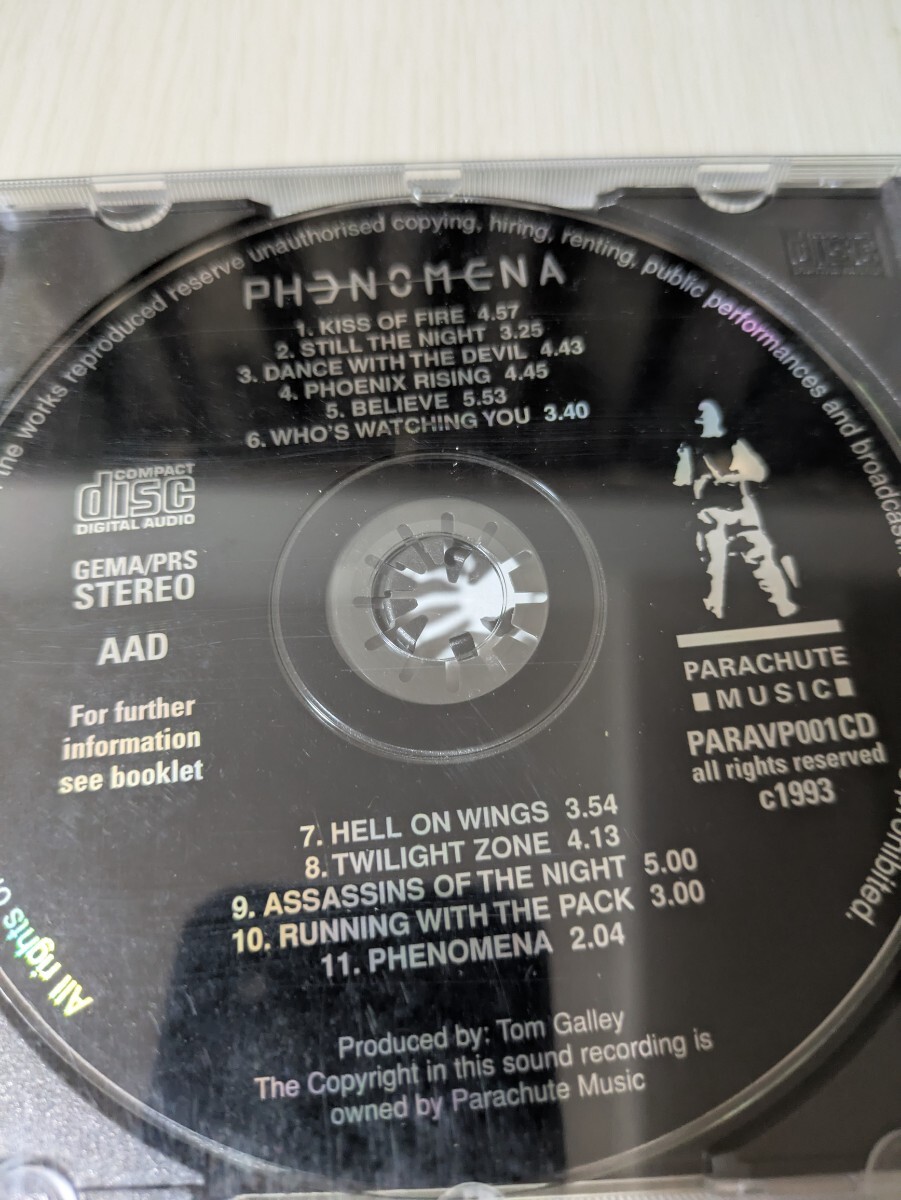 the works reproduced reserve unauthorised copying, hiring, renting, public performances and broadcas
PHENOMENA
1. KISS OF FIRE 4.57
2. STILL THE NIGHT 3.25
3. DANCE WITH THE DEVIL 4.43
4. PHOENIX RISING 4.45
5. BELIEVE 5.53
6. WHO'S WATCHING YOU 3.40
COMPACT
disc
DIGITAL AUDIO
GEMA/PRS
STEREO
AAD
For further
information
see booklet
PARACHUTE
MUSIC
PARAVP001CD
all rights reserved
c1993
prohibited.
7. HELL ON WINGS 3.54
8. TWILIGHT ZONE 4.13
9. ASSASSINS OF THE NIGHT 5.00
10. RUNNING WITH THE PACK 3.00
11. PHENOMENA 2.04
All rights
Produced by: Tom Galley
The Copyright in this sound recording is
owned by Parachute Music
disc